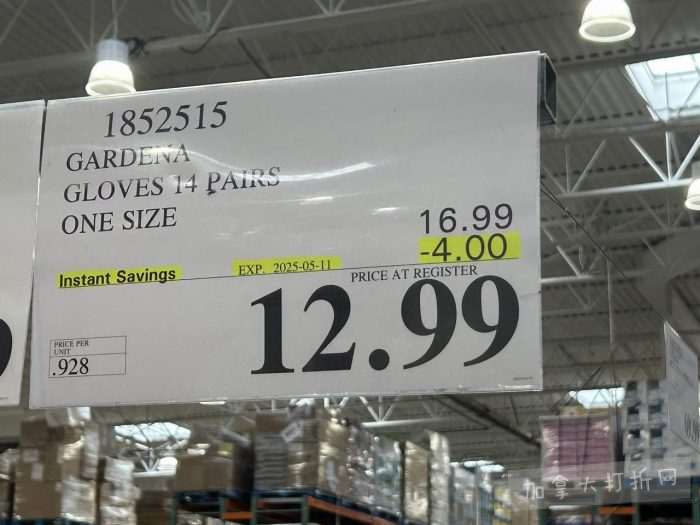 1852515
GARDENA
GLOVES 14 PAIRS
ONE SIZE
16.99
-4.00
Instant Savings
EXP. 2025-05-11
PRICE AT REGISTER
12.99
PRICE PER
UNIT
.928
加拿大打折网